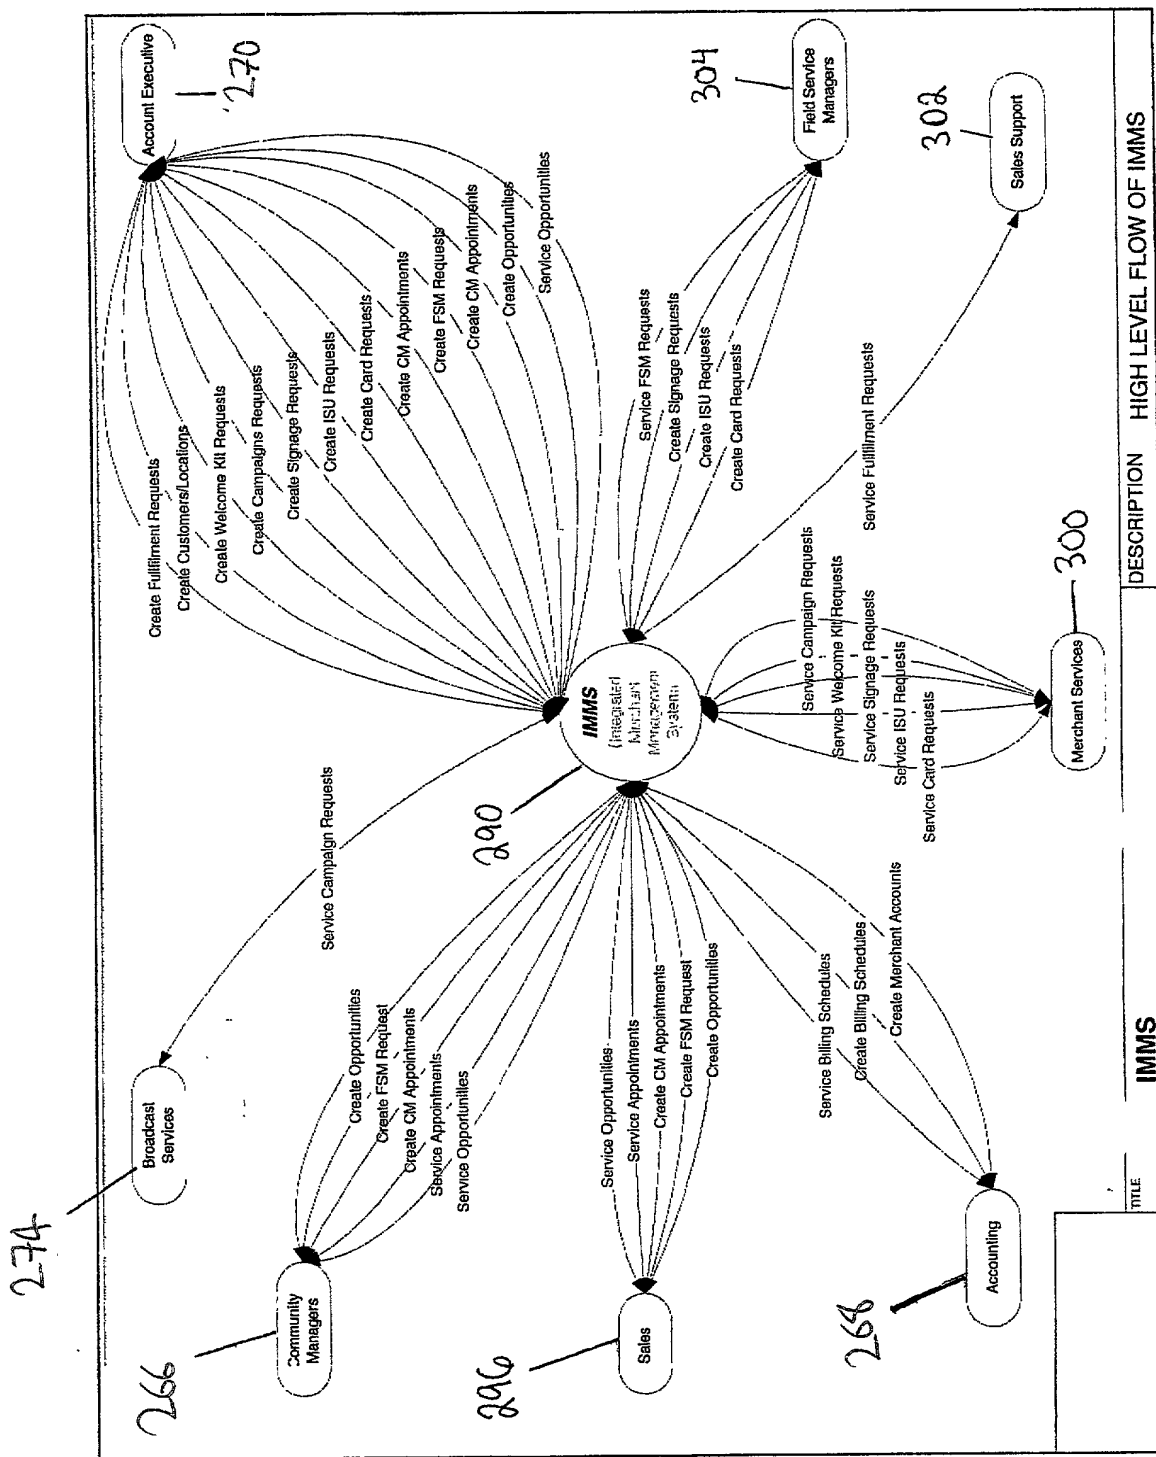 274
Broadcast
Services
Service Campaign Requests
Account Executive
270
Create Fullfilment Requests
Create Customers/Locations
Create Welcome Kit Requests
Create Campaigns Requests
Create Signage Requests
Create ISU Requests
Create Card Requests
Create CM Appointments
Create FSM Requests
Create CM Appointments
Create Opportunities
Service Opportunities
266
Community
Managers
Create Opportunities
Create FSM Request
Create CM Appointments
Service Appointments
Service Opportunities
290
IMMS
(Integrated
Merchant
Management
System)
304
Field Service
Managers
Service FSM Requests
Create Signage Requests
Create ISU Requests
Create Card Requests
296
Sales
Service Opportunities
Service Appointments
Create CM Appointments
Create FSM Request
Create Opportunities
302
Sales Support
Service Fullfillment Requests
268
Accounting
Service Billing Schedules
Create Billing Schedules
Create Merchant Accounts
Service Campaign Requests
Service Welcome Kit Requests
Service Signage Requests
Service ISU Requests
Service Card Requests
Merchant Services
300
TITLE
IMMS
DESCRIPTION
HIGH LEVEL FLOW OF IMMS